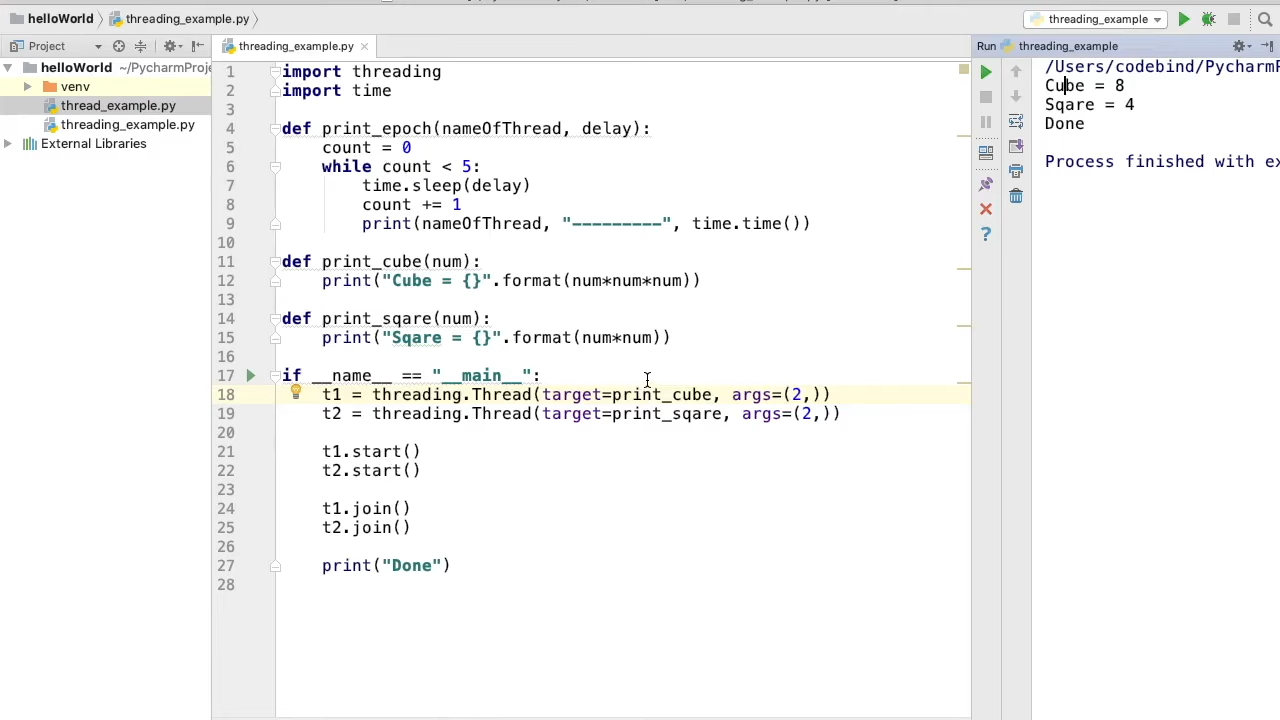 helloWorld threading_example.py threading_example
Project threading_example.py Run threading_example
helloWorld ~/PycharmProje
venv
thread_example.py
threading_example.py
External Libraries
1 import threading
2 import time
3
4 def print_epoch(nameOfThread, delay):
5 count = 0
6 while count < 5:
7 time.sleep(delay)
8 count += 1
9 print(nameOfThread, "---------", time.time())
10
11 def print_cube(num):
12 print("Cube = {}".format(num*num*num))
13
14 def print_sqare(num):
15 print("Sqare = {}".format(num*num))
16
17 if __name__ == "__main__":
18 t1 = threading.Thread(target=print_cube, args=(2,))
19 t2 = threading.Thread(target=print_sqare, args=(2,))
20
21 t1.start()
22 t2.start()
23
24 t1.join()
25 t2.join()
26
27 print("Done")
28
/Users/codebind/PycharmP
Cube = 8
Sqare = 4
Done
Process finished with ex